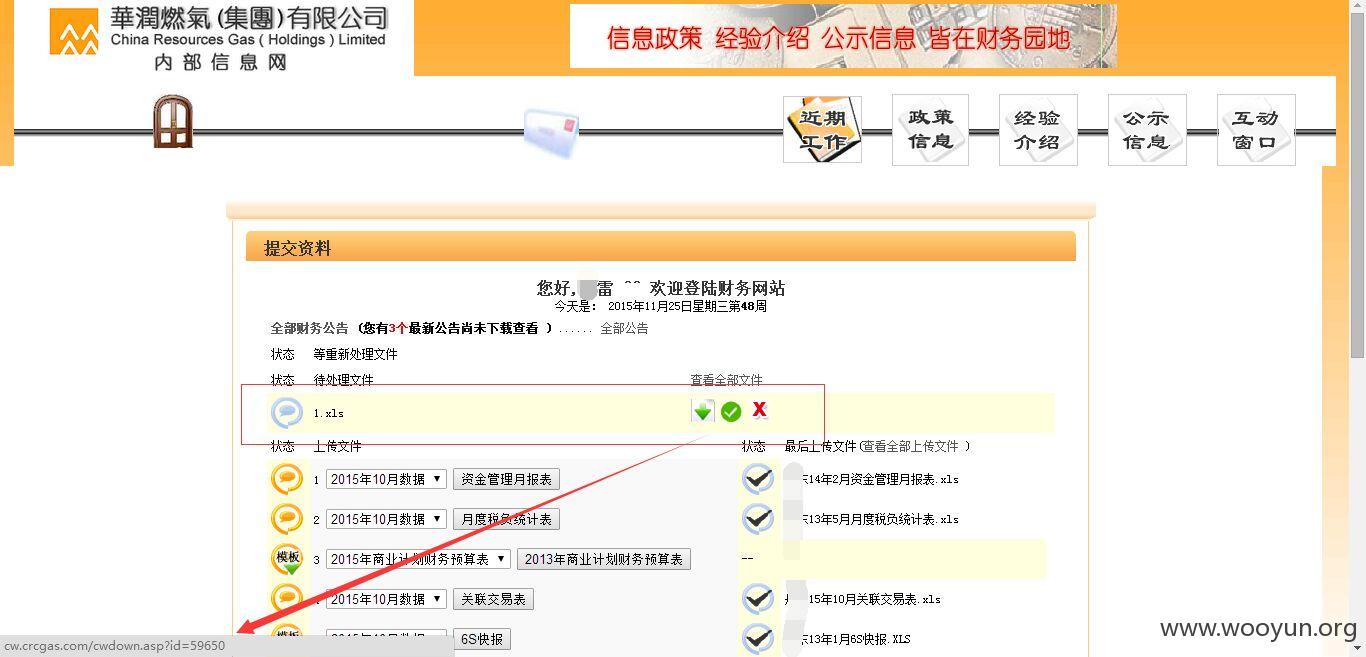 華潤燃氣(集團)有限公司
China Resources Gas ( Holdings ) Limited
内部信息网
信息政策 经验介绍 公示信息 皆在财务园地
近期工作
政策信息
经验介绍
公示信息
互动窗口
提交资料
您好, 雷 ^^ 欢迎登陆财务网站
今天是： 2015年11月25日星期三第48周
全部财务公告 (您有3个最新公告尚未下载查看 ) ...... 全部公告
状态 等重新处理文件
状态 待处理文件 查看全部文件
1.xls
状态 上传文件 状态 最后上传文件(查看全部上传文件 )
1 2015年10月数据 资金管理月报表 14年2月资金管理月报表.xls
2 2015年10月数据 月度税负统计表 13年5月月度税负统计表.xls
模板 3 2015年商业计划财务预算表 2013年商业计划财务预算表 --
2015年10月数据 关联交易表 15年10月关联交易表.xls
模板 6S快报 13年1月6S快报.XLS
cw.crcgas.com/cwdown.asp?id=59650
www.wooyun.org